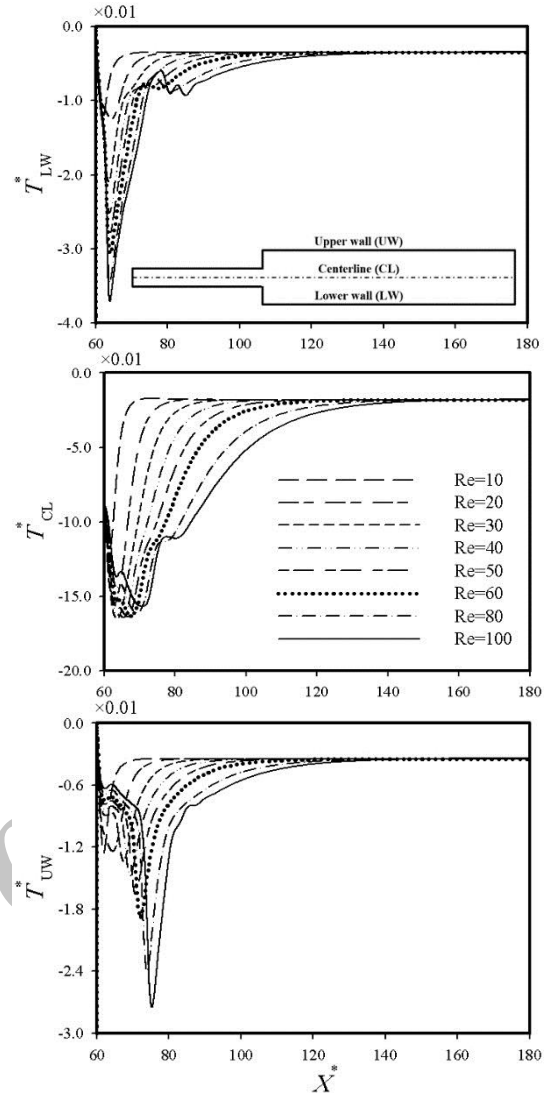 ×0.01
0.0
-1.0
-2.0
-3.0
-4.0
T*LW
Upper wall (UW)
Centerline (CL)
Lower wall (LW)
60 80 100 120 140 160 180
×0.01
0.0
-5.0
-10.0
-15.0
-20.0
T*CL
Re=10
Re=20
Re=30
Re=40
Re=50
Re=60
Re=80
Re=100
60 80 100 120 140 160 180
×0.01
0.0
-0.6
-1.2
-1.8
-2.4
-3.0
T*UW
60 80 100 120 140 160 180
X*